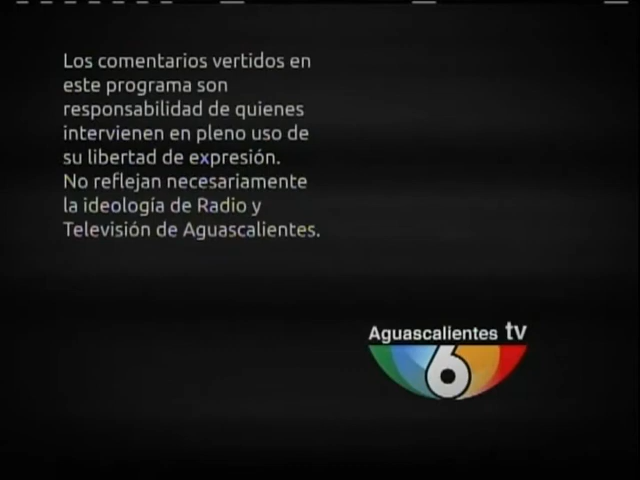 Los comentarios vertidos en
este programa son
responsabilidad de quienes
intervienen en pleno uso de
su libertad de expresión.
No reflejan necesariamente
la ideología de Radio y
Televisión de Aguascalientes.
Aguascalientes tv
6